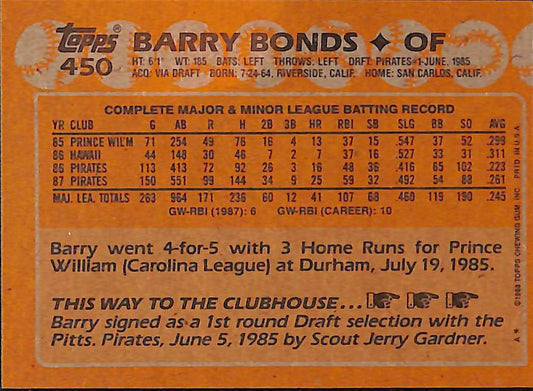 Topps® BARRY BONDS ✦ OF
450 HT: 6'1" WT: 185 BATS: LEFT THROWS: LEFT DRFT: PIRATES #1-JUNE, 1985
ACQ: VIA DRAFT BORN: 7-24-64, RIVERSIDE, CALIF. HOME: SAN CARLOS, CALIF.
COMPLETE MAJOR & MINOR LEAGUE BATTING RECORD
YR CLUB G AB R H 2B 3B HR RBI SB SLG BB SO AVG
85 PRINCE WIL'M 71 254 49 76 16 4 13 37 15 .547 37 52 .299
86 HAWAII 44 148 30 46 7 2 7 37 16 .527 33 31 .311
86 PIRATES 113 413 72 92 26 3 16 48 36 .416 65 102 .223
87 PIRATES 150 551 99 144 34 9 25 59 32 .492 54 88 .261
MAJ. LEA. TOTALS 263 964 171 236 60 12 41 107 68 .460 119 190 .245
GW-RBI (1987): 6 GW-RBI (CAREER): 10
Barry went 4-for-5 with 3 Home Runs for Prince
William (Carolina League) at Durham, July 19, 1985.
THIS WAY TO THE CLUBHOUSE...
Barry signed as a 1st round Draft selection with the
Pitts. Pirates, June 5, 1985 by Scout Jerry Gardner.
A* ©1988 TOPPS CHEWING GUM, INC. PRTD. IN U.S.A.